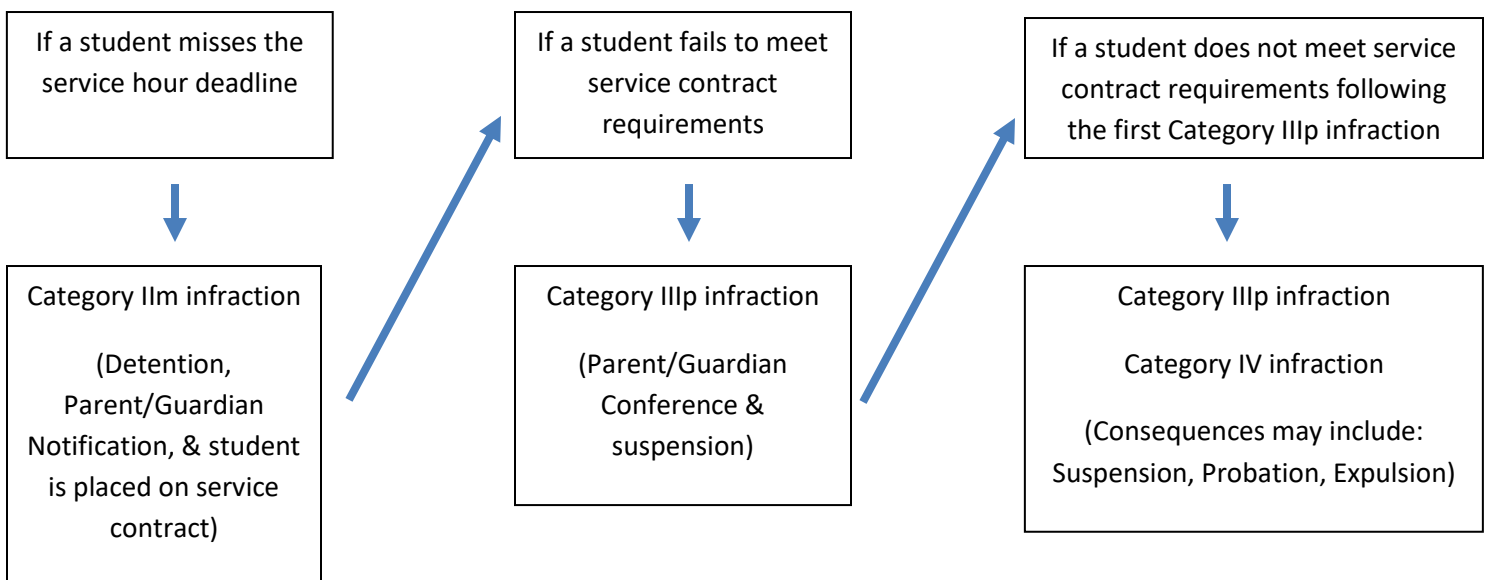 If a student misses the
service hour deadline
Category IIm infraction
(Detention,
Parent/Guardian
Notification, & student
is placed on service
contract)
If a student fails to meet
service contract
requirements
Category IIIp infraction
(Parent/Guardian
Conference &
suspension)
If a student does not meet service
contract requirements following
the first Category IIIp infraction
Category IIIp infraction
Category IV infraction
(Consequences may include:
Suspension, Probation, Expulsion)